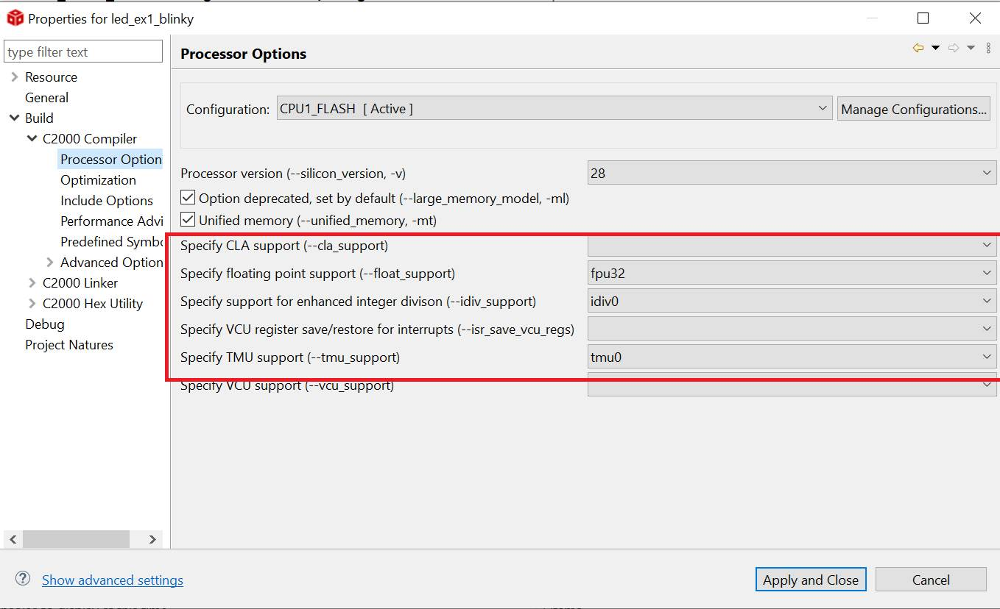 Properties for led_ex1_blinky
type filter text
Processor Options
Resource
General
Build
C2000 Compiler
Processor Option
Optimization
Include Options
Performance Advi
Predefined Symb
Advanced Option
C2000 Linker
C2000 Hex Utility
Debug
Project Natures
Configuration: CPU1_FLASH [ Active ] Manage Configurations...
Processor version (--silicon_version, -v) 28
Option deprecated, set by default (--large_memory_model, -ml)
Unified memory (--unified_memory, -mt)
Specify CLA support (--cla_support)
Specify floating point support (--float_support) fpu32
Specify support for enhanced integer divison (--idiv_support) idiv0
Specify VCU register save/restore for interrupts (--isr_save_vcu_regs)
Specify TMU support (--tmu_support) tmu0
Specify VCU support (--vcu_support)
Show advanced settings
Apply and Close
Cancel